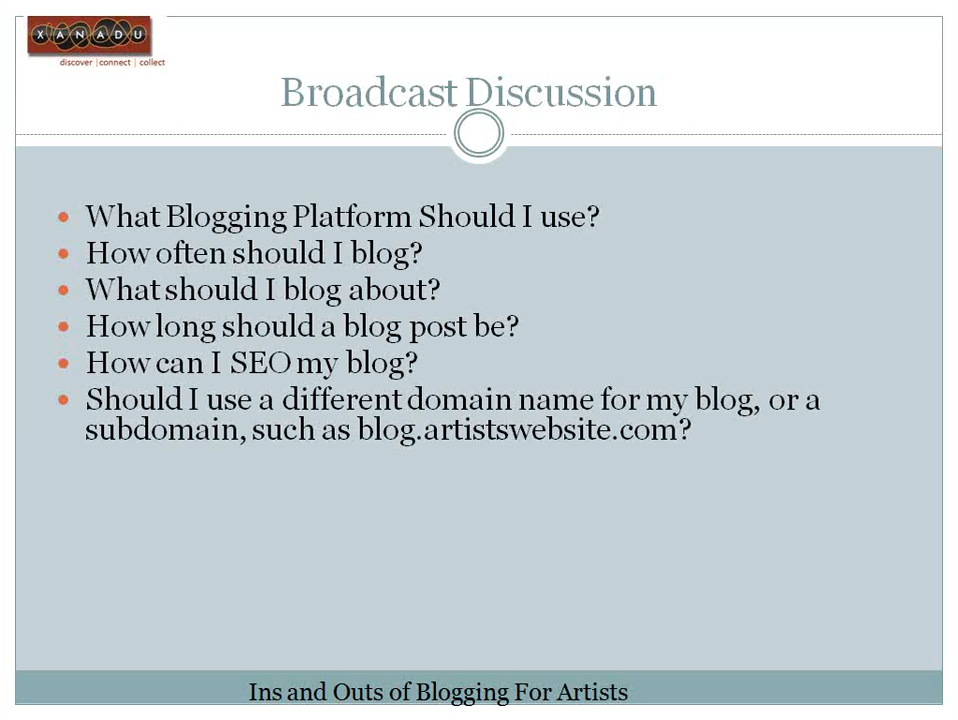 XANADU
discover | connect | collect
Broadcast Discussion
What Blogging Platform Should I use?
How often should I blog?
What should I blog about?
How long should a blog post be?
How can I SEO my blog?
Should I use a different domain name for my blog, or a
subdomain, such as blog.artistswebsite.com?
Ins and Outs of Blogging For Artists